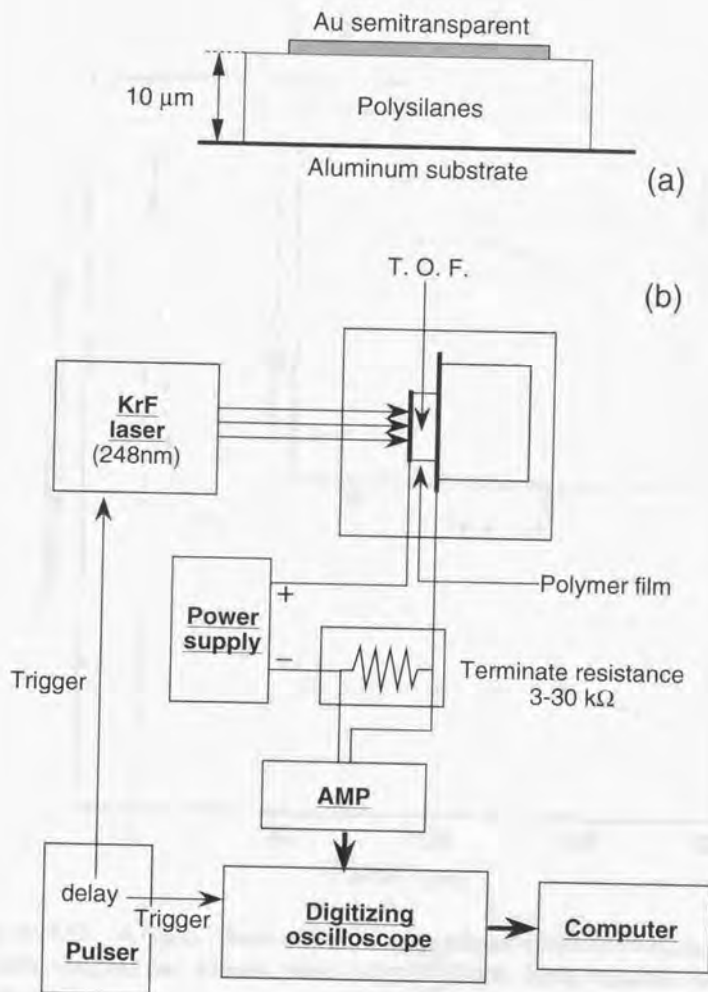 Au semitransparent
10 μm
Polysilanes
Aluminum substrate
(a)
T. O. F.
(b)
KrF
laser
(248nm)
Polymer film
+
Power
supply
−
Terminate resistance
3-30 kΩ
Trigger
AMP
delay
Trigger
Pulser
Digitizing
oscilloscope
Computer